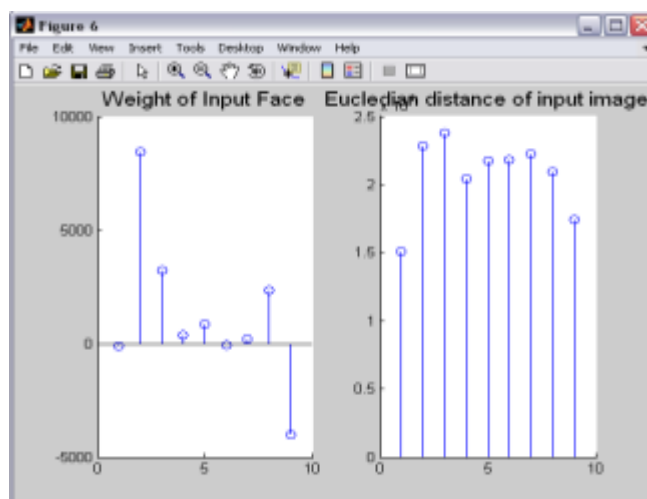 Figure 6
File Edit View Insert Tools Desktop Window Help
Weight of Input Face
10000
5000
0
-5000
0 5 10
Eucledian distance of input image
2.5
2
1.5
1
0.5
0
0 5 10